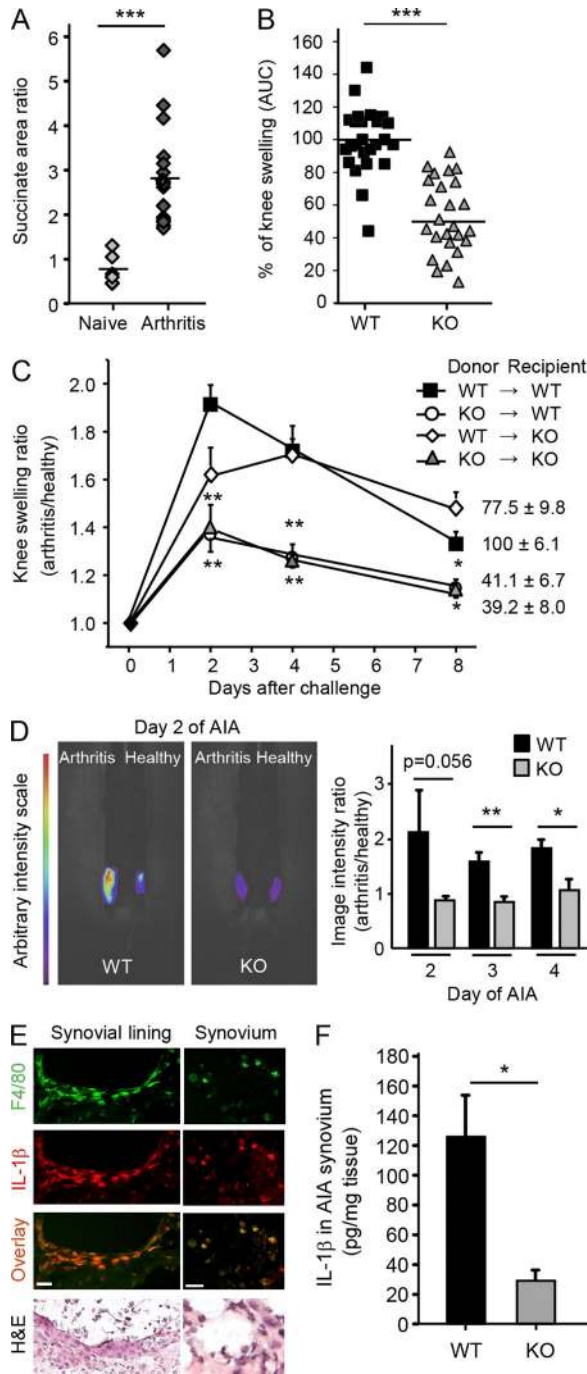 A
***
Succinate area ratio
6
5
4
3
2
1
0
Naive Arthritis
B
***
% of knee swelling (AUC)
160
140
120
100
80
60
40
20
0
WT KO
C
Knee swelling ratio
(arthritis/healthy)
2.0
1.8
1.6
1.4
1.2
1.0
Donor Recipient
WT → WT
KO → WT
WT → KO
KO → KO
**
**
**
**
*
*
77.5 ± 9.8
100 ± 6.1
41.1 ± 6.7
39.2 ± 8.0
0 1 2 3 4 5 6 7 8
Days after challenge
D
Day 2 of AIA
Arbitrary intensity scale
Arthritis Healthy
Arthritis Healthy
WT
KO
Image intensity ratio
(arthritis/healthy)
3
2
1
0
WT
KO
p=0.056
**
*
2 3 4
Day of AIA
E
Synovial lining Synovium
F4/80
IL-1β
Overlay
H&E
F
*
IL-1β in AIA synovium
(pg/mg tissue)
180
160
140
120
100
80
60
40
20
0
WT KO